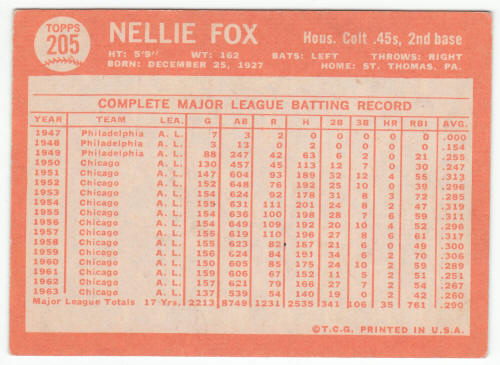 TOPPS
205
NELLIE FOX
Hous. Colt .45s, 2nd base
HT: 5'9" WT: 162 BATS: LEFT THROWS: RIGHT
BORN: DECEMBER 25, 1927 HOME: ST. THOMAS, PA.
COMPLETE MAJOR LEAGUE BATTING RECORD
YEAR TEAM LEA. G AB R H 2B 3B HR RBI AVG.
1947 Philadelphia A.L. 7 3 2 0 0 0 0 0 .000
1948 Philadelphia A.L. 3 13 0 2 0 0 0 0 .154
1949 Philadelphia A.L. 88 247 42 63 6 2 0 21 .255
1950 Chicago A.L. 130 457 45 113 12 7 0 30 .247
1951 Chicago A.L. 147 604 93 189 32 12 4 55 .313
1952 Chicago A.L. 152 648 76 192 25 10 0 39 .296
1953 Chicago A.L. 154 624 92 178 31 8 3 72 .285
1954 Chicago A.L. 155 631 111 201 24 8 2 47 .319
1955 Chicago A.L. 154 636 100 198 28 7 6 59 .311
1956 Chicago A.L. 154 649 109 192 20 10 4 52 .296
1957 Chicago A.L. 155 619 110 196 27 8 6 61 .317
1958 Chicago A.L. 155 623 82 187 21 6 0 49 .300
1959 Chicago A.L. 156 624 84 191 34 6 2 70 .306
1960 Chicago A.L. 150 605 85 175 24 10 2 59 .289
1961 Chicago A.L. 159 606 67 152 11 5 2 51 .251
1962 Chicago A.L. 157 621 79 166 27 7 2 54 .267
1963 Chicago A.L. 137 539 54 140 19 0 2 42 .260
Major League Totals 17 Yrs. 2213 8749 1231 2535 341 106 35 761 .290
©T.C.G. PRINTED IN U.S.A.